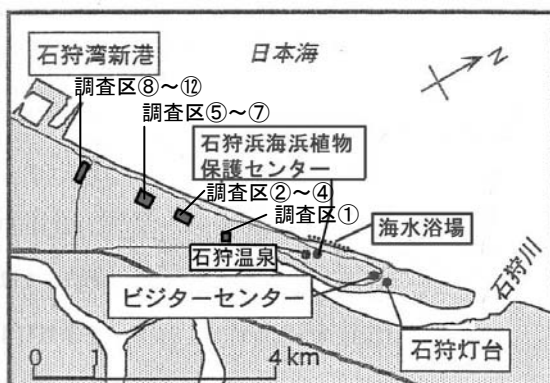 石狩湾新港
日本海
N
調査区⑧～⑫
調査区⑤～⑦
石狩浜海浜植物
保護センター
調査区②～④
調査区①
海水浴場
石狩温泉
ビジターセンター
石狩川
石狩灯台
0 1 4 km